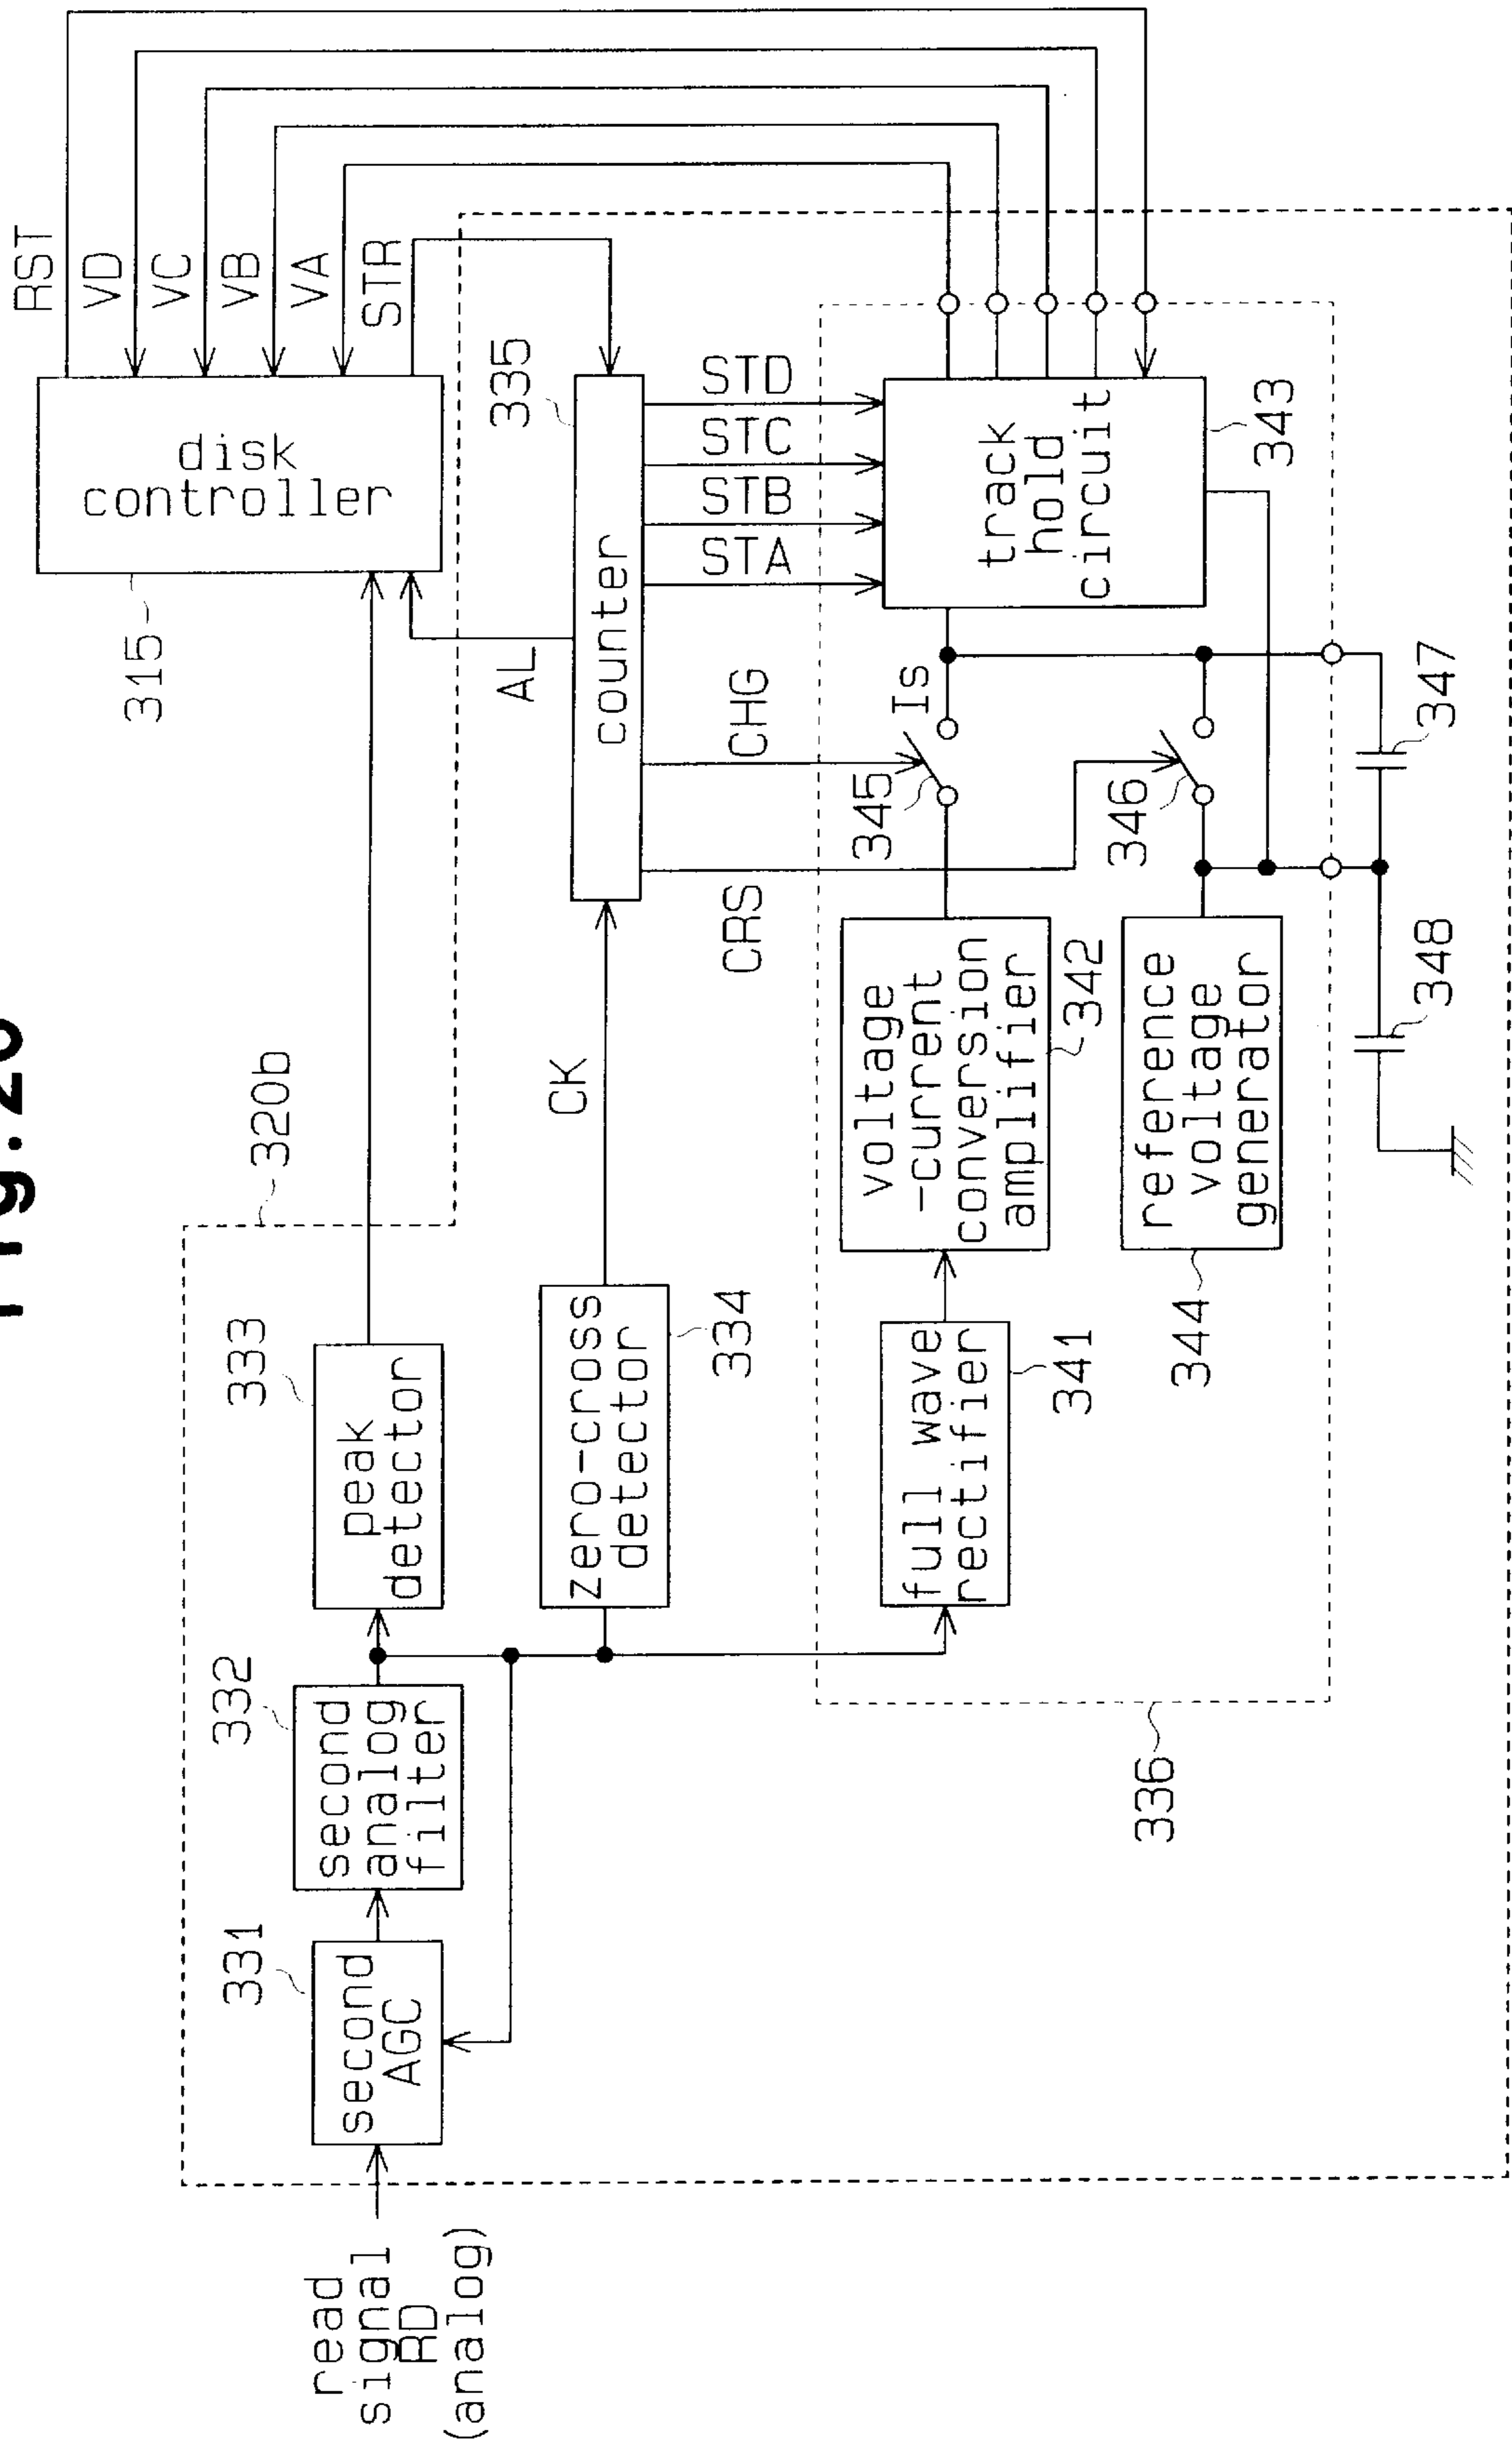 read
signal
RD
(analog)
331
second
AGC
332
second
analog
filter
333
peak
detector
320b
315
disk
controller
RST
VD
VC
VB
VA
STR
zero-cross
detector
334
CK
335
counter
AL
CHG
CRS
STA
STB
STC
STD
336
full wave
rectifier
341
voltage
-current
conversion
amplifier
342
345
Is
track
hold
circuit
343
344
reference
voltage
generator
346
348
347